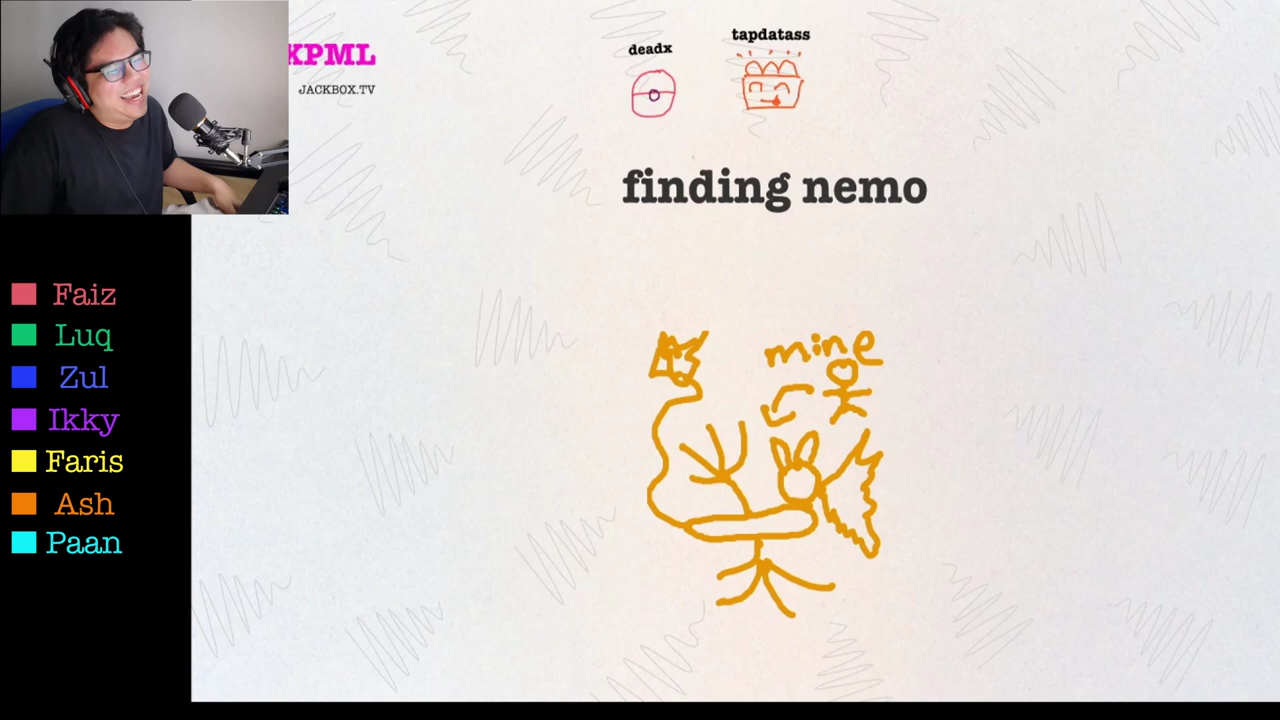 KPML
JACKBOX.TV
deadx
tapdatass
finding nemo
mine
Faiz
Luq
Zul
Ikky
Faris
Ash
Paan